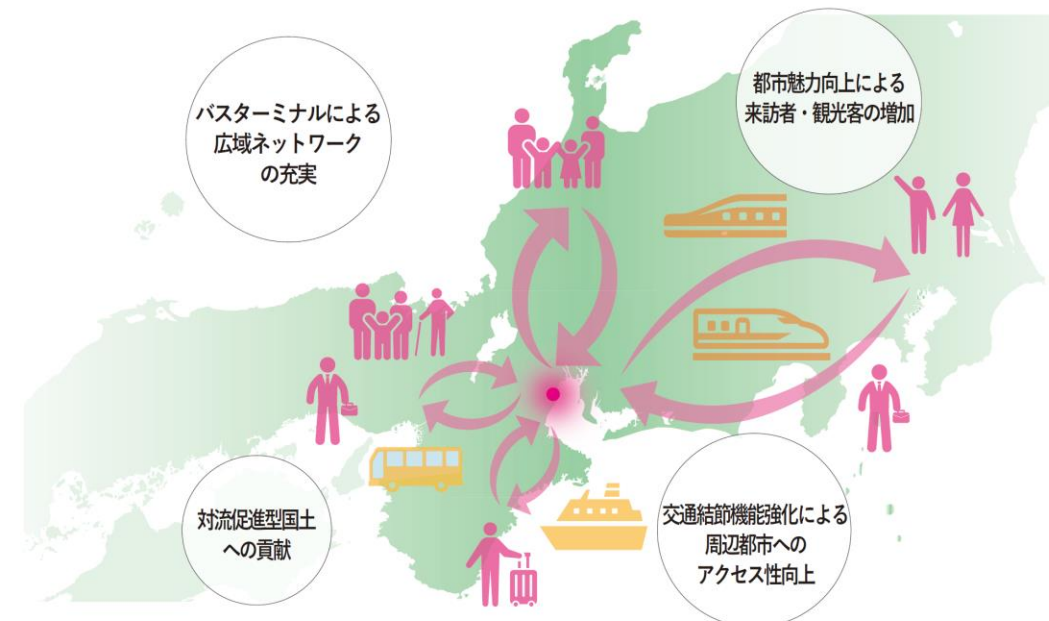 バスターミナルによる
広域ネットワーク
の充実
都市魅力向上による
来訪者・観光客の増加
対流促進型国土
への貢献
交通結節機能強化による
周辺都市への
アクセス性向上